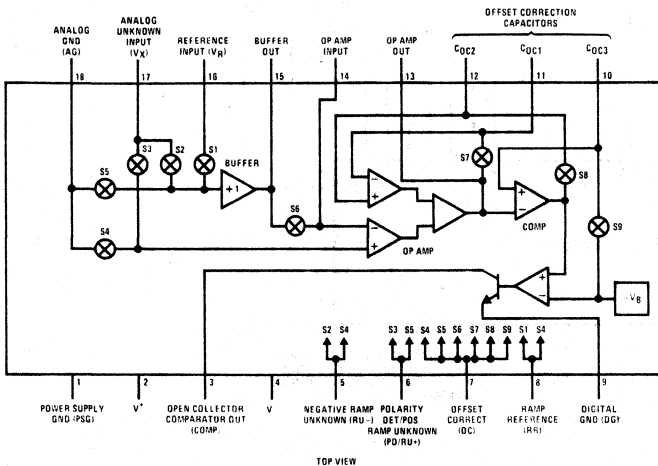 OFFSET CORRECTION
CAPACITORS
ANALOG
GND
(AG)
ANALOG
UNKNOWN
INPUT (VX)
REFERENCE
INPUT (VR)
BUFFER
OUT
OP AMP
INPUT
OP AMP
OUT
COC2
COC1
COC3
18
17
16
15
14
13
12
11
10
S3
S2
S1
BUFFER
+1
S5
S4
S6
S7
S8
S9
-
+
-
+
OP AMP
+
-
COMP
+
-
-VB
S2 S4
S3 S5
S4 S5 S6 S7 S8 S9
S1 S4
1
2
3
4
5
6
7
8
9
POWER SUPPLY
GND (PSG)
V+
OPEN COLLECTOR
COMPARATOR OUT
(COMP)
V
NEGATIVE RAMP
UNKNOWN (RU-)
POLARITY
DET/POS
RAMP UNKNOWN
(PD/RU+)
OFFSET
CORRECT
(OC)
RAMP
REFERENCE
(RR)
DIGITAL
GND (DG)
TOP VIEW